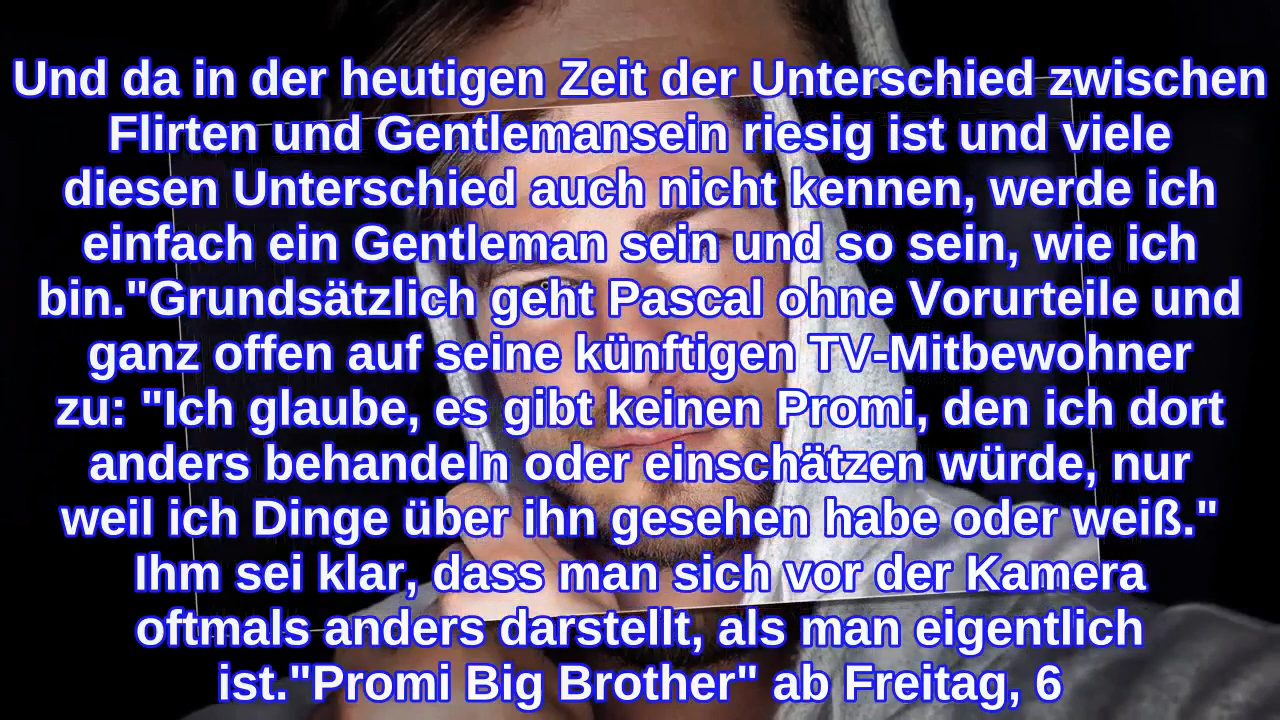 Und da in der heutigen Zeit der Unterschied zwischen
Flirten und Gentlemansein riesig ist und viele
diesen Unterschied auch nicht kennen, werde ich
einfach ein Gentleman sein und so sein, wie ich
bin."Grundsätzlich geht Pascal ohne Vorurteile und
ganz offen auf seine künftigen TV-Mitbewohner
zu: "Ich glaube, es gibt keinen Promi, den ich dort
anders behandeln oder einschätzen würde, nur
weil ich Dinge über ihn gesehen habe oder weiß."
Ihm sei klar, dass man sich vor der Kamera
oftmals anders darstellt, als man eigentlich
ist."Promi Big Brother" ab Freitag, 6